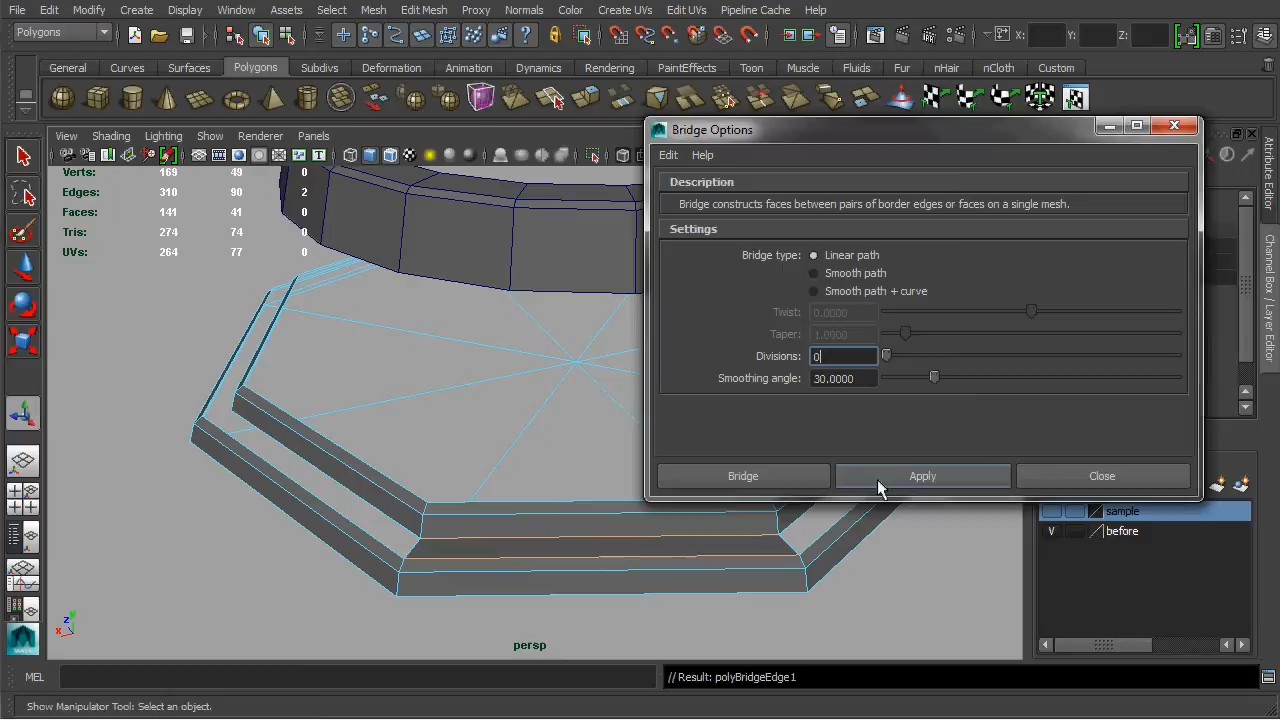 File Edit Modify Create Display Window Assets Select Mesh Edit Mesh Proxy Normals Color Create UVs Edit UVs Pipeline Cache Help
Polygons X: Y: Z:
General Curves Surfaces Polygons Subdivs Deformation Animation Dynamics Rendering PaintEffects Toon Muscle Fluids Fur nHair nCloth Custom
View Shading Lighting Show Renderer Panels
Verts: 169 49 0
Edges: 310 90 2
Faces: 141 41 0
Tris: 274 74 0
UVs: 264 77 0
Bridge Options
Edit Help
Description
Bridge constructs faces between pairs of border edges or faces on a single mesh.
Settings
Bridge type: Linear path
Smooth path
Smooth path + curve
Twist: 0.0000
Taper: 1.0000
Divisions: 0
Smoothing angle: 30.0000
Bridge Apply Close
Attribute Editor
Channel Box / Layer Editor
sample
V before
y
z
x
persp
MEL // Result: polyBridgeEdge1
Show Manipulator Tool: Select an object.